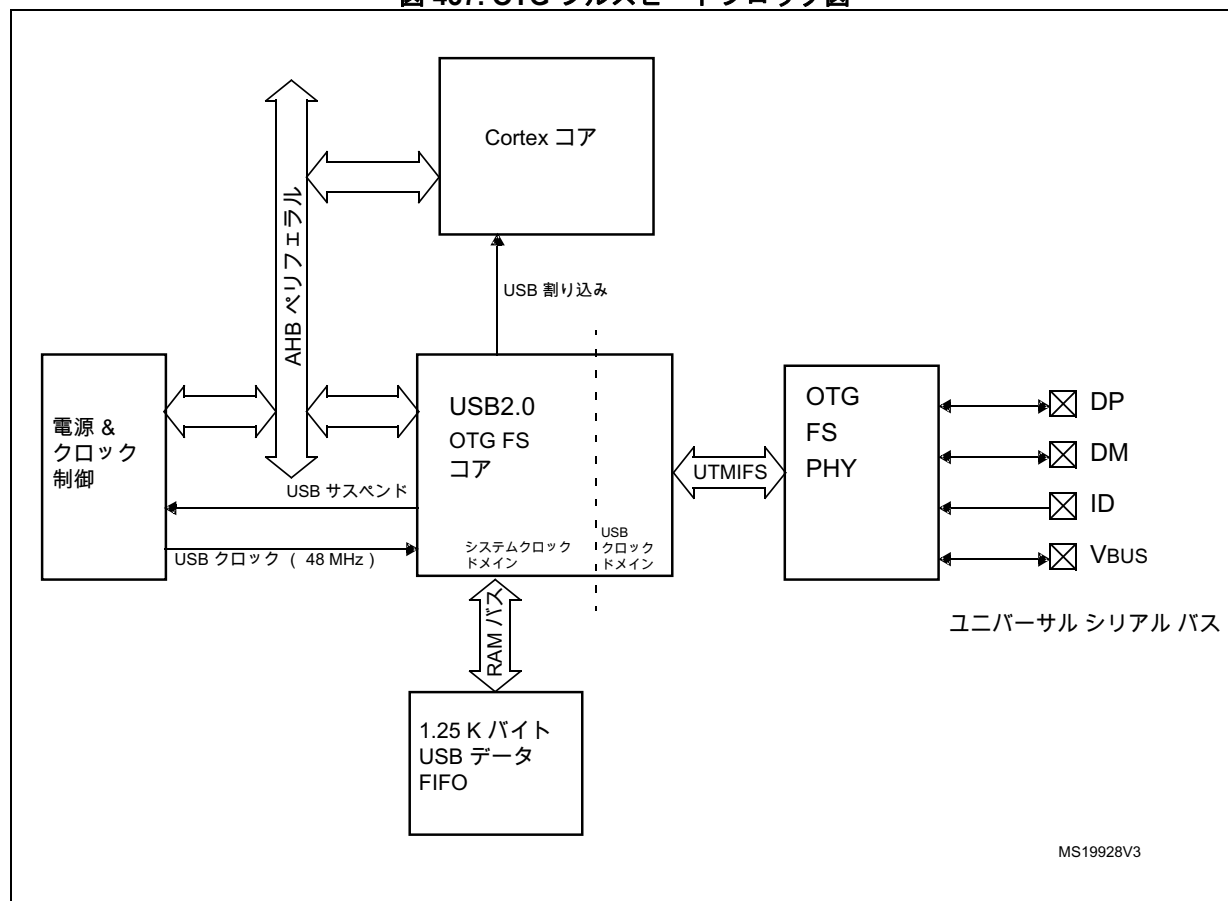 Cortex コア
AHB ペリフェラル
USB 割り込み
電源 &
クロック
制御
USB2.0
OTG FS
コア
USB サスペンド
USB クロック ( 48 MHz )
システムクロック
ドメイン
USB
クロック
ドメイン
UTMIFS
OTG
FS
PHY
DP
DM
ID
VBUS
ユニバーサル シリアル バス
RAM バス
1.25 K バイト
USB データ
FIFO
MS19928V3